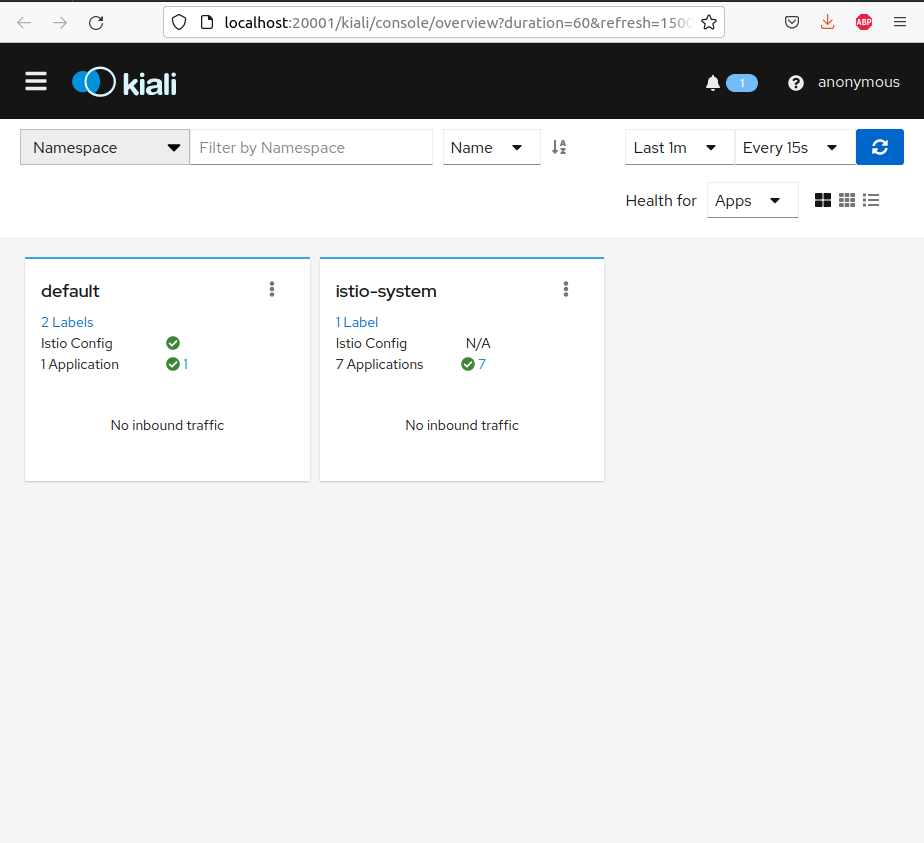 localhost:20001/kiali/console/overview?duration=60&refresh=1500
ABP
kiali
1
anonymous
Namespace
Filter by Namespace
Name
Last 1m
Every 15s
Health for
Apps
default
2 Labels
Istio Config
1 Application
1
No inbound traffic
istio-system
1 Label
Istio Config
N/A
7 Applications
7
No inbound traffic